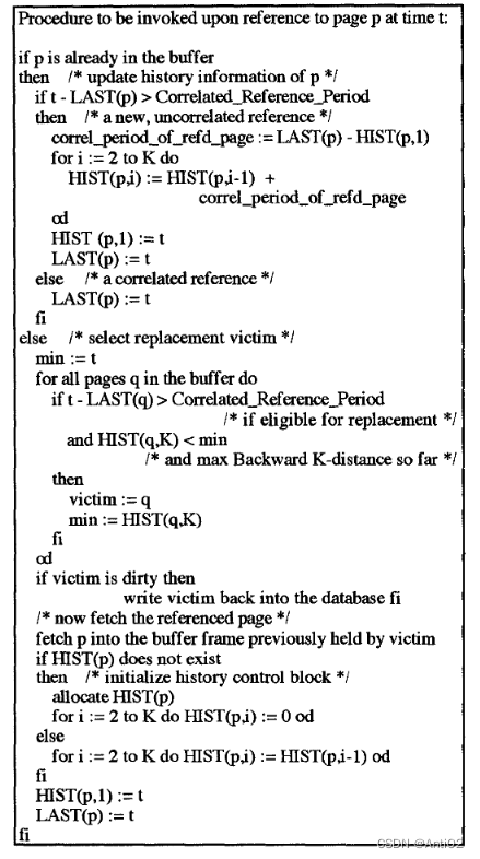 Procedure to be invoked upon reference to page p at time t:
if p is already in the buffer
then /* update history information of p */
if t - LAST(p) > Correlated_Reference_Period
then /* a new, uncorrelated reference */
correl_period_of_refd_page := LAST(p) - HIST(p,1)
for i := 2 to K do
HIST(p,i) := HIST(p,i-1) +
correl_period_of_refd_page
od
HIST (p,1) := t
LAST(p) := t
else /* a correlated reference */
LAST(p) := t
fi
else /* select replacement victim */
min := t
for all pages q in the buffer do
if t - LAST(q) > Correlated_Reference_Period
/* if eligible for replacement */
and HIST(q,K) < min
/* and max Backward K-distance so far */
then
victim := q
min := HIST(q,K)
fi
od
if victim is dirty then
write victim back into the database fi
/* now fetch the referenced page */
fetch p into the buffer frame previously held by victim
if HIST(p) does not exist
then /* initialize history control block */
allocate HIST(p)
for i := 2 to K do HIST(p,i) := 0 od
else
for i := 2 to K do HIST(p,i) := HIST(p,i-1) od
fi
HIST(p,1) := t
LAST(p) := t
fi
CSDN @AntiO2